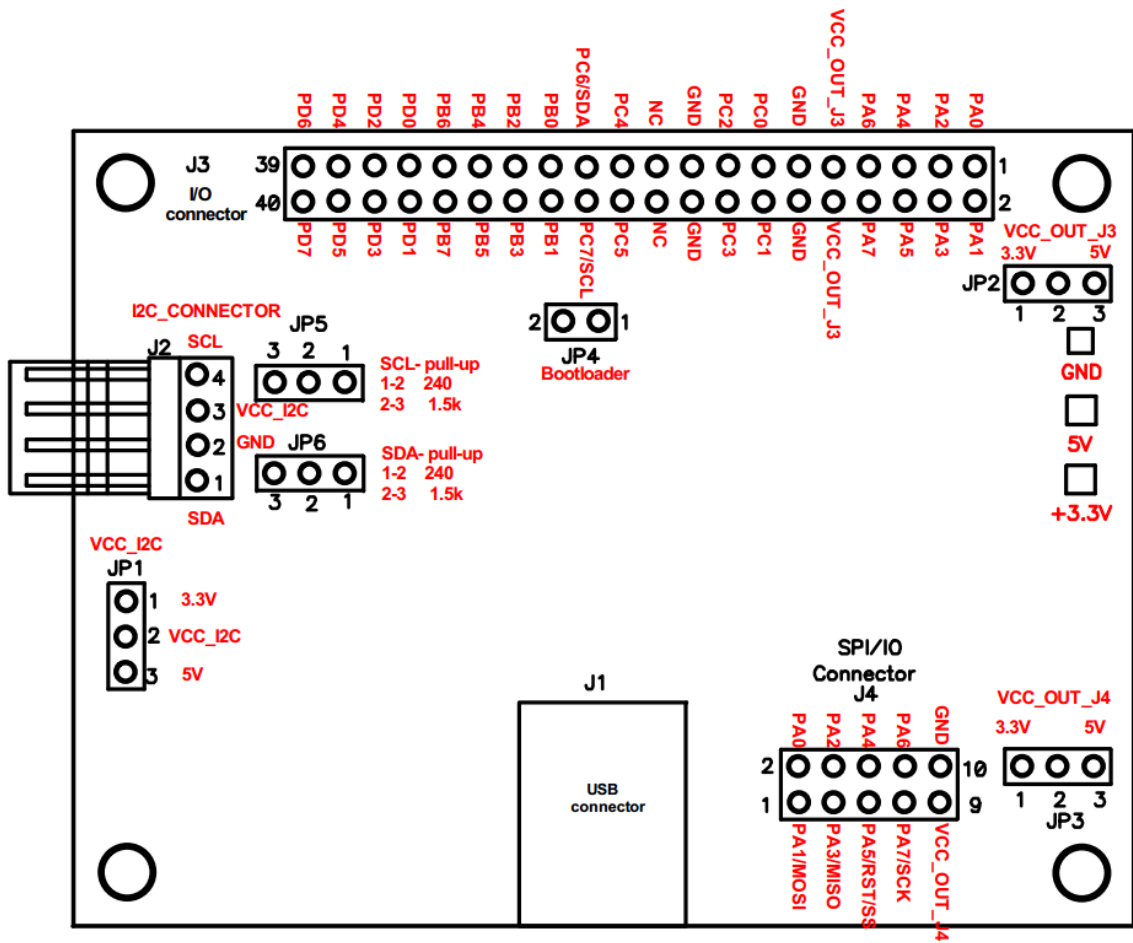 PD6 PD4 PD2 PD0 PB6 PB4 PB2 PB0 PC6/SDA PC4 NC GND PC2 PC0 GND VCC_OUT_J3 PA6 PA4 PA2 PA0
J3 39 1
I/O
connector
40 2
PD7 PD5 PD3 PD1 PB7 PB5 PB3 PB1 PC7/SCL PC5 NC GND PC3 PC1 GND VCC_OUT_J3 PA7 PA5 PA3 PA1
VCC_OUT_J3
3.3V 5V
JP2
1 2 3
GND
5V
+3.3V
2 1
JP4
Bootloader
I2C_CONNECTOR
J2 SCL
4
3 VCC_I2C
2 GND
1
SDA
JP5
3 2 1
SCL- pull-up
1-2 240
2-3 1.5k
JP6
3 2 1
SDA- pull-up
1-2 240
2-3 1.5k
VCC_I2C
JP1
1 3.3V
2 VCC_I2C
3 5V
J1
USB
connector
SPI/IO
Connector
J4
PA0 PA2 PA4 PA6 GND
2 10
1 9
PA1/MOSI PA3/MISO PA5/RST/SS PA7/SCK VCC_OUT_J4
VCC_OUT_J4
3.3V 5V
1 2 3
JP3